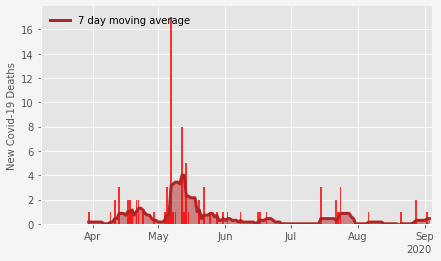 7 day moving average
New Covid-19 Deaths
16
14
12
10
8
6
4
2
0
Apr
May
Jun
Jul
Aug
Sep
2020